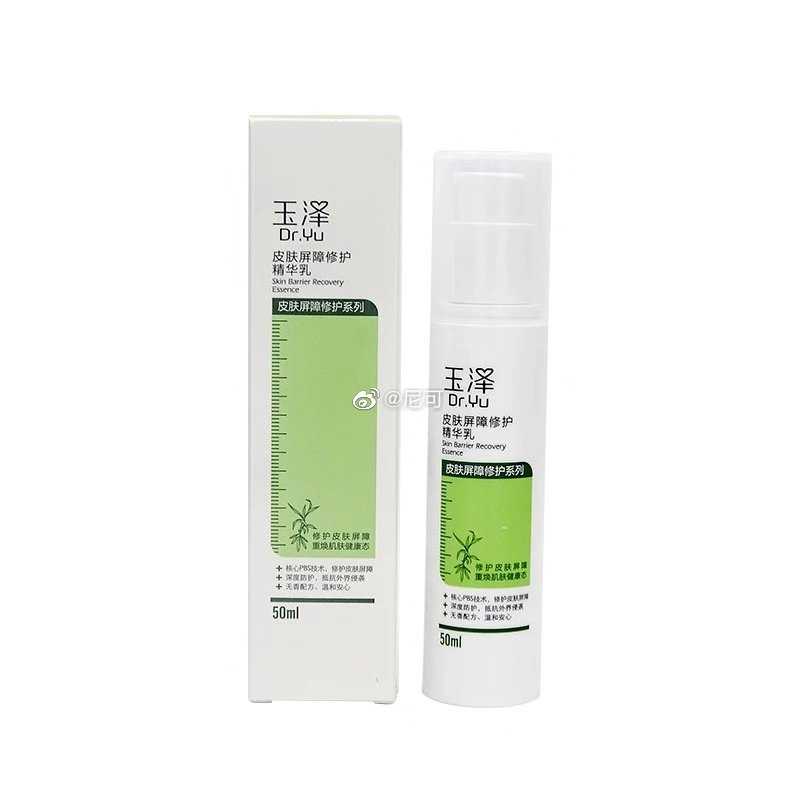 玉泽
Dr.Yu
皮肤屏障修护
精华乳
Skin Barrier Recovery
Essence
皮肤屏障修护系列
修护皮肤屏障
重焕肌肤健康态
+ 核心PBS技术，修护皮肤屏障
+ 深度防护，抵抗外界侵袭
+ 无香配方、温和安心
50ml
玉泽
Dr.Yu
皮肤屏障修护
精华乳
Skin Barrier Recovery
Essence
皮肤屏障修护系列
修护皮肤屏障
重焕肌肤健康态
+ 核心PBS技术，修护皮肤屏障
+ 深度防护，抵抗外界侵袭
+ 无香配方、温和安心
50ml
@尼可